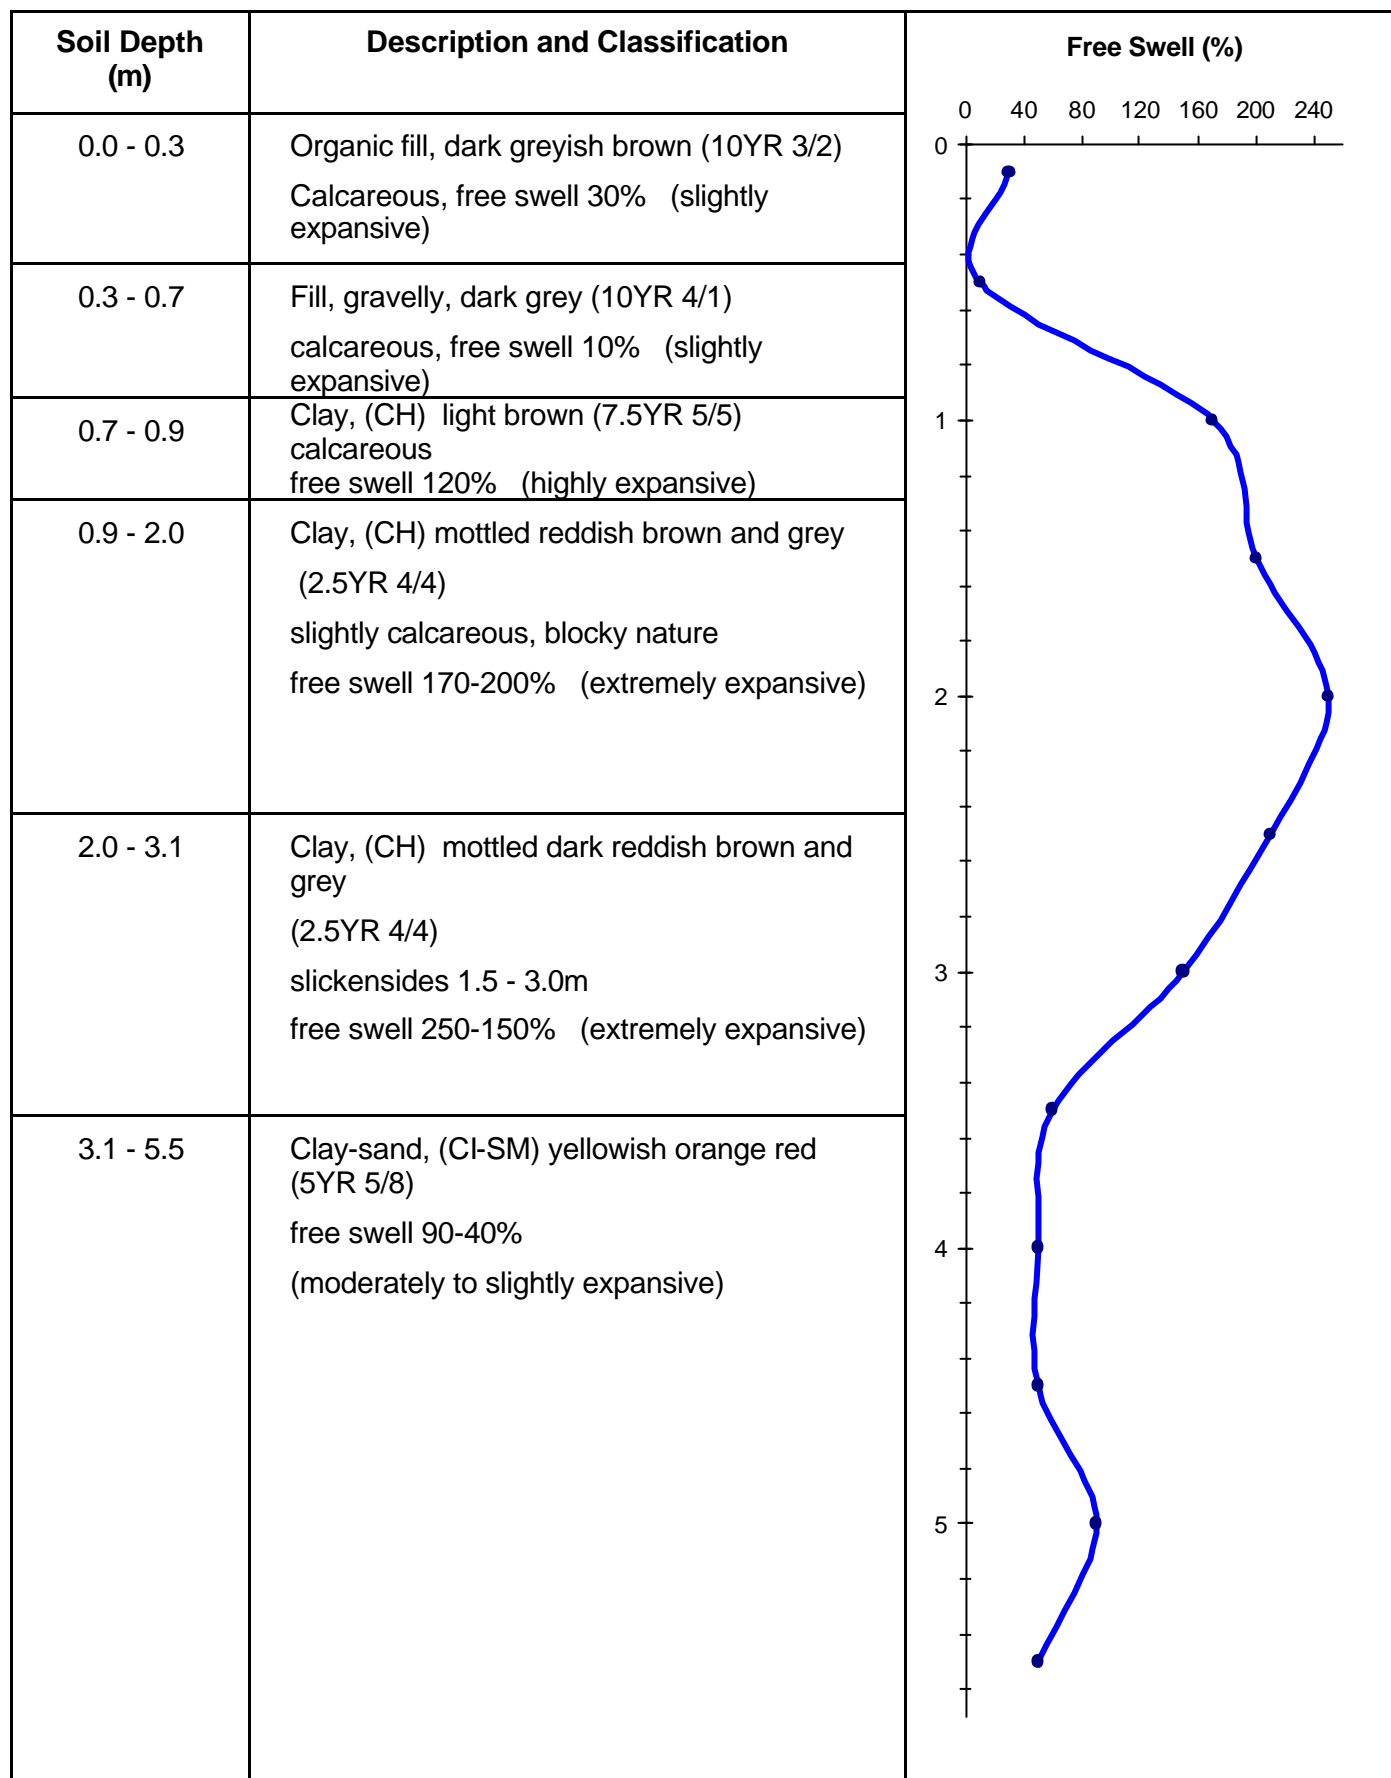 Soil Depth
(m)
Description and Classification
Free Swell (%)
0 40 80 120 160 200 240
0.0 - 0.3
Organic fill, dark greyish brown (10YR 3/2)
Calcareous, free swell 30% (slightly
expansive)
0.3 - 0.7
Fill, gravelly, dark grey (10YR 4/1)
calcareous, free swell 10% (slightly
expansive)
0.7 - 0.9
Clay, (CH) light brown (7.5YR 5/5)
calcareous
free swell 120% (highly expansive)
0.9 - 2.0
Clay, (CH) mottled reddish brown and grey
(2.5YR 4/4)
slightly calcareous, blocky nature
free swell 170-200% (extremely expansive)
2.0 - 3.1
Clay, (CH) mottled dark reddish brown and
grey
(2.5YR 4/4)
slickensides 1.5 - 3.0m
free swell 250-150% (extremely expansive)
3.1 - 5.5
Clay-sand, (CI-SM) yellowish orange red
(5YR 5/8)
free swell 90-40%
(moderately to slightly expansive)
0
1
2
3
4
5